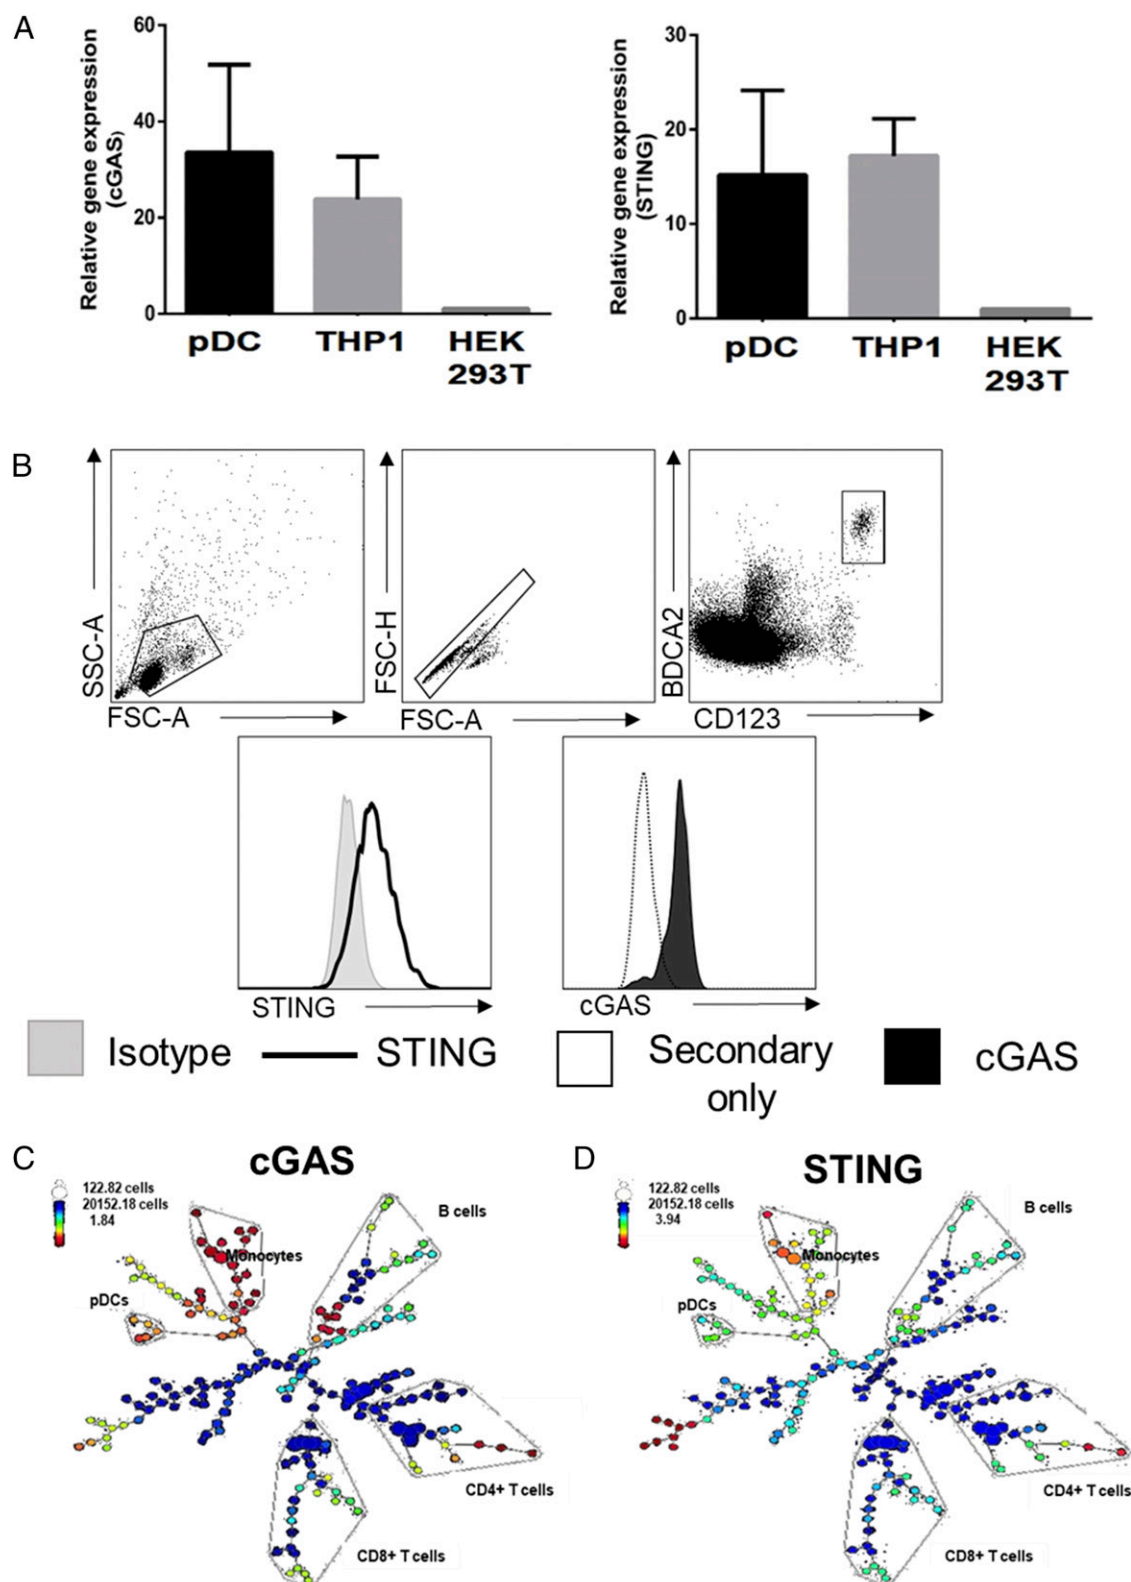 A
Relative gene expression
(cGAS)
60
40
20
0
pDC
THP1
HEK
293T
Relative gene expression
(STING)
30
20
10
0
pDC
THP1
HEK
293T
B
SSC-A
FSC-A
FSC-H
FSC-A
BDCA2
CD123
STING
cGAS
Isotype
STING
Secondary
only
cGAS
C
cGAS
122.82 cells
20152.18 cells
1.84
B cells
Monocytes
pDCs
CD4+ T cells
CD8+ T cells
D
STING
122.82 cells
20152.18 cells
3.94
B cells
Monocytes
pDCs
CD4+ T cells
CD8+ T cells